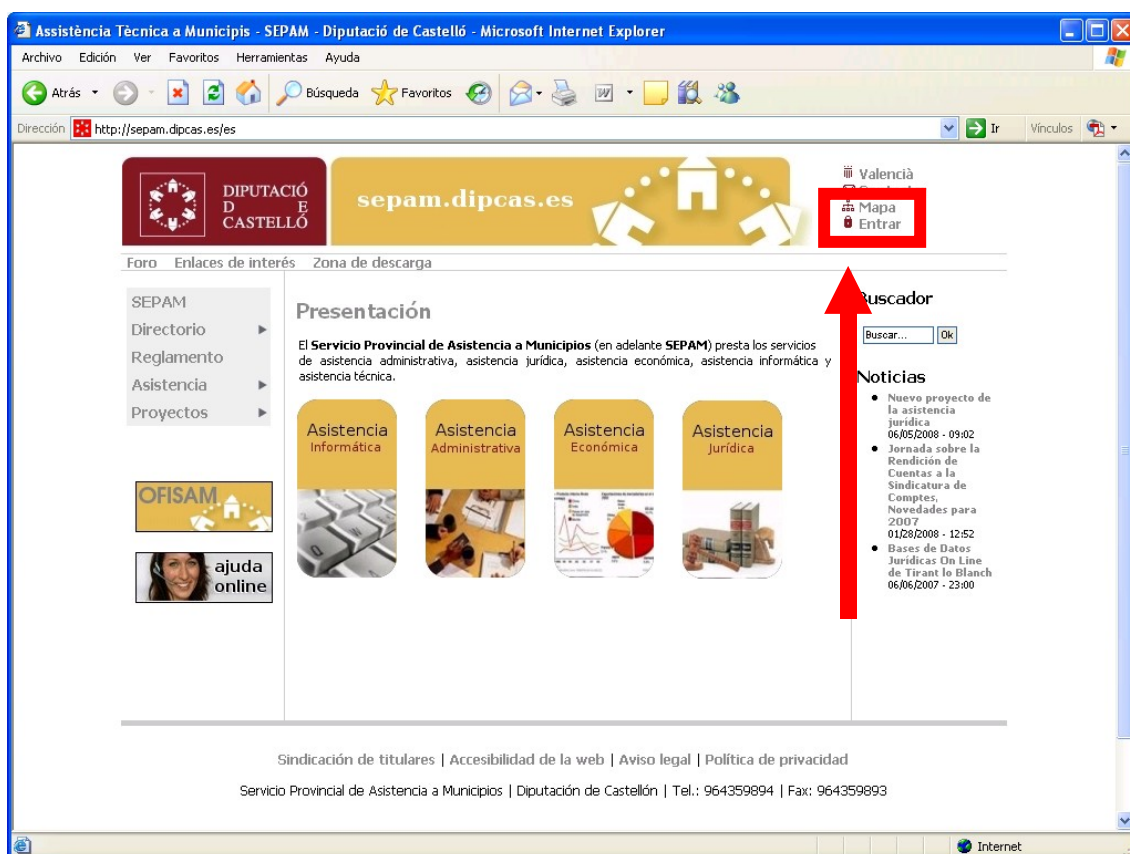 Assistència Tècnica a Municipis - SEPAM - Diputació de Castelló - Microsoft Internet Explorer
Archivo Edición Ver Favoritos Herramientas Ayuda
Atrás Búsqueda Favoritos
Dirección http://sepam.dipcas.es/es Ir Vínculos
DIPUTACIÓ
D E
CASTELLÓ
sepam.dipcas.es
Valencià
Mapa
Entrar
Foro Enlaces de interés Zona de descarga
SEPAM
Directorio
Reglamento
Asistencia
Proyectos
OFISAM
ajuda
online
Presentación
El Servicio Provincial de Asistencia a Municipios (en adelante SEPAM) presta los servicios
de asistencia administrativa, asistencia jurídica, asistencia económica, asistencia informática y
asistencia técnica.
Asistencia
Informática
Asistencia
Administrativa
Asistencia
Económica
Asistencia
Jurídica
Buscador
Buscar... Ok
Noticias
Nuevo proyecto de
la asistencia
jurídica
06/05/2008 - 09:02
Jornada sobre la
Rendición de
Cuentas a la
Sindicatura de
Comptes,
Novedades para
2007
01/28/2008 - 12:52
Bases de Datos
Jurídicas On Line
de Tirant lo Blanch
06/06/2007 - 23:00
Sindicación de titulares | Accesibilidad de la web | Aviso legal | Política de privacidad
Servicio Provincial de Asistencia a Municipios | Diputación de Castellón | Tel.: 964359894 | Fax: 964359893
Internet